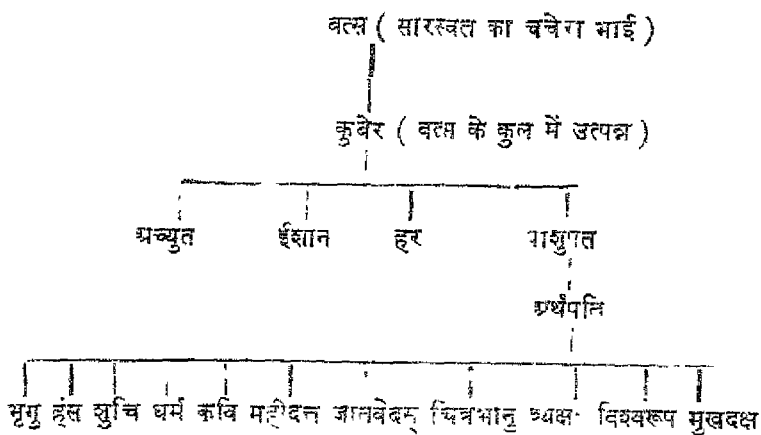 वत्स ( सारस्वत का चचेरा भाई )
कुबेर ( वत्स के कुल में उत्पन्न )
अच्युत ईशान हर पाशुपत
अर्थपति
भृगु हंस शुचि धर्म कवि महीदत्त जातवेदस् चित्रभानु त्र्यक्ष विश्वरूप मुखदक्ष